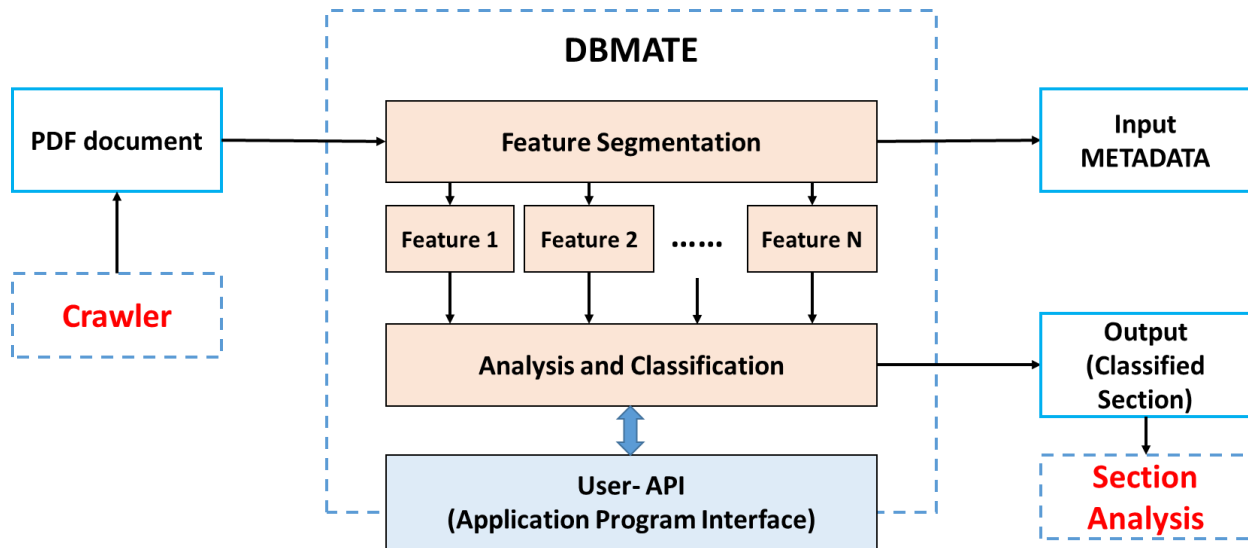 DBMATE
PDF document
Feature Segmentation
Input
METADATA
Feature 1
Feature 2
......
Feature N
Crawler
Analysis and Classification
Output
(Classified
Section)
User- API
(Application Program Interface)
Section
Analysis